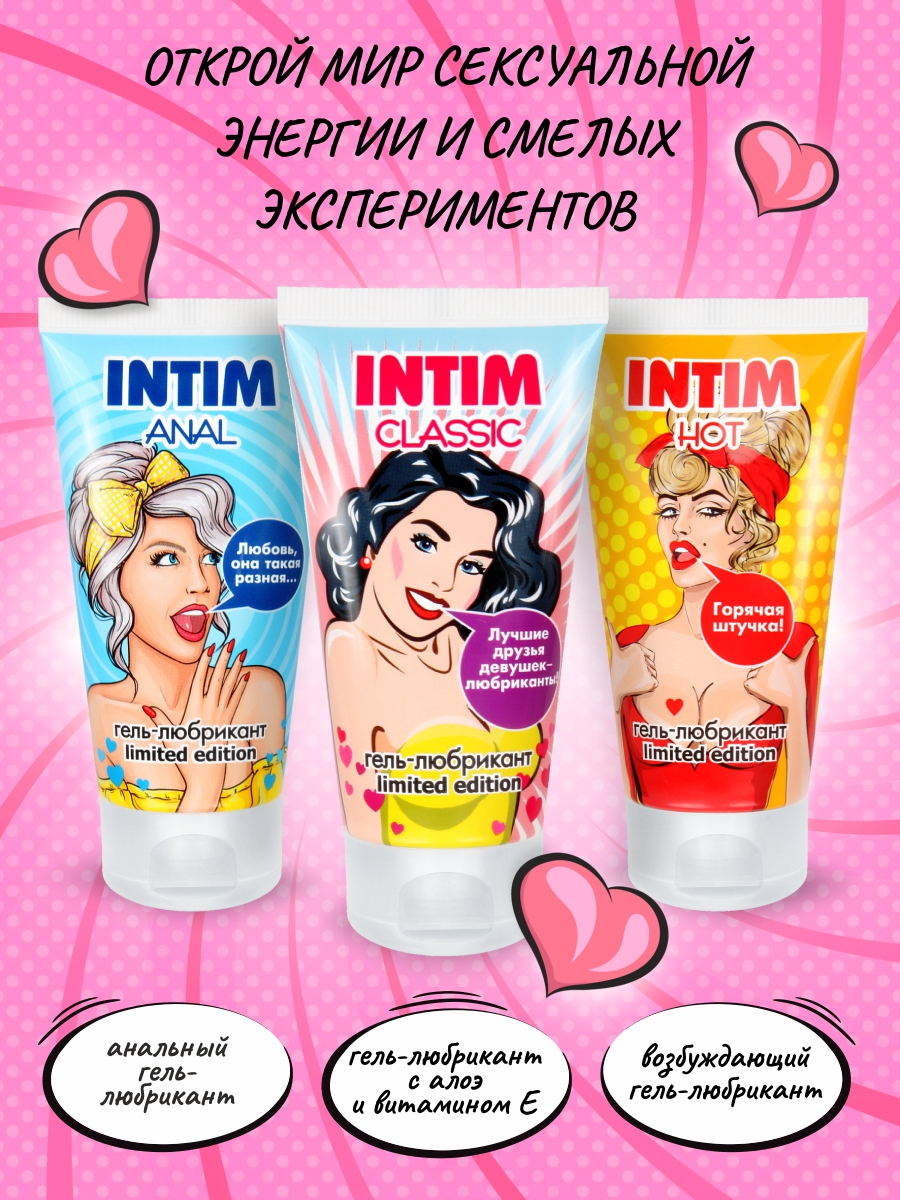 ОТКРОЙ МИР СЕКСУАЛЬНОЙ
ЭНЕРГИИ И СМЕЛЫХ
ЭКСПЕРИМЕНТОВ
INTIM
ANAL
Любовь,
она такая
разная...
гель-любрикант
limited edition
INTIM
CLASSIC
Лучшие
друзья
девушек–
любриканты!
гель-любрикант
limited edition
INTIM
HOT
Горячая
штучка!
гель-любрикант
limited edition
анальный
гель-
любрикант
гель-любрикант
с алоэ
и витамином Е
возбуждающий
гель-любрикант